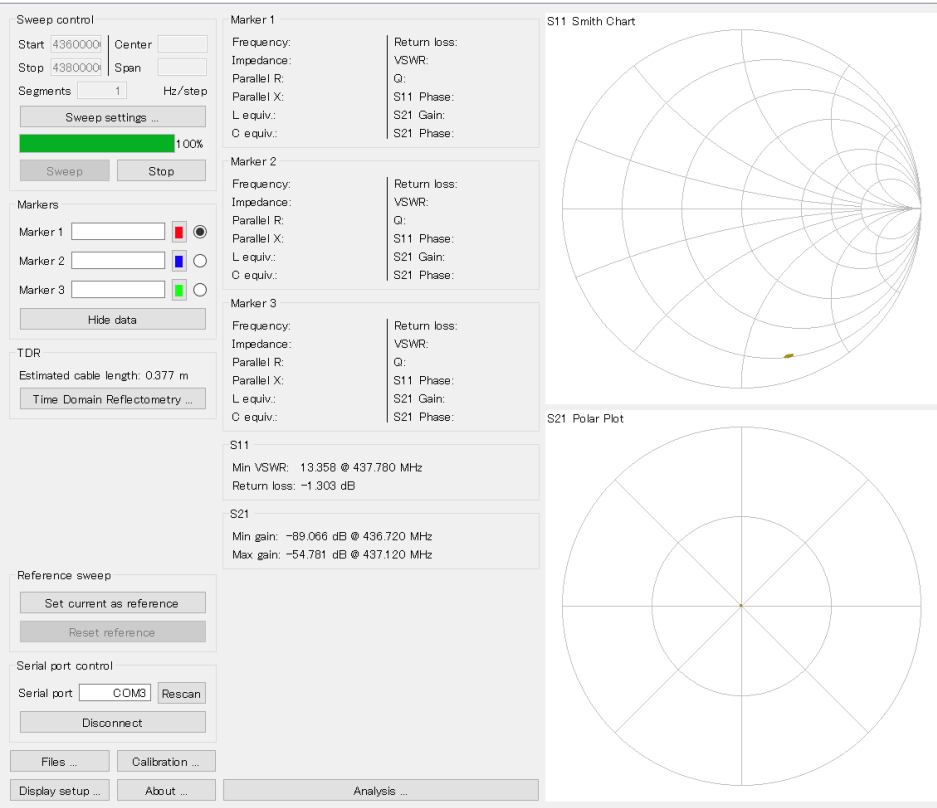 Sweep control
Start 4360000 Center
Stop 4380000 Span
Segments 1 Hz/step
Sweep settings ...
100%
Sweep Stop
Markers
Marker 1
Marker 2
Marker 3
Hide data
TDR
Estimated cable length: 0.377 m
Time Domain Reflectometry ...
Reference sweep
Set current as reference
Reset reference
Serial port control
Serial port COM3 Rescan
Disconnect
Files ... Calibration ...
Display setup ... About ...
Marker 1
Frequency: Return loss:
Impedance: VSWR:
Parallel R: Q:
Parallel X: S11 Phase:
L equiv.: S21 Gain:
C equiv.: S21 Phase:
Marker 2
Frequency: Return loss:
Impedance: VSWR:
Parallel R: Q:
Parallel X: S11 Phase:
L equiv.: S21 Gain:
C equiv.: S21 Phase:
Marker 3
Frequency: Return loss:
Impedance: VSWR:
Parallel R: Q:
Parallel X: S11 Phase:
L equiv.: S21 Gain:
C equiv.: S21 Phase:
S11
Min VSWR: 13.358 @ 437.780 MHz
Return loss: -1.303 dB
S21
Min gain: -89.066 dB @ 436.720 MHz
Max gain: -54.781 dB @ 437.120 MHz
Analysis ...
S11 Smith Chart
S21 Polar Plot